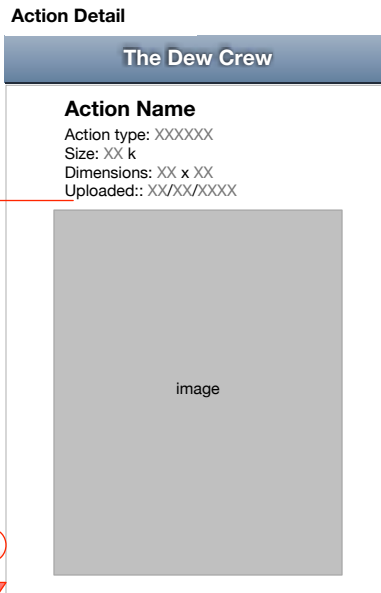 Action Detail
The Dew Crew
Action Name
Action type: XXXXXX
Size: XX k
Dimensions: XX x XX
Uploaded:: XX/XX/XXXX
image